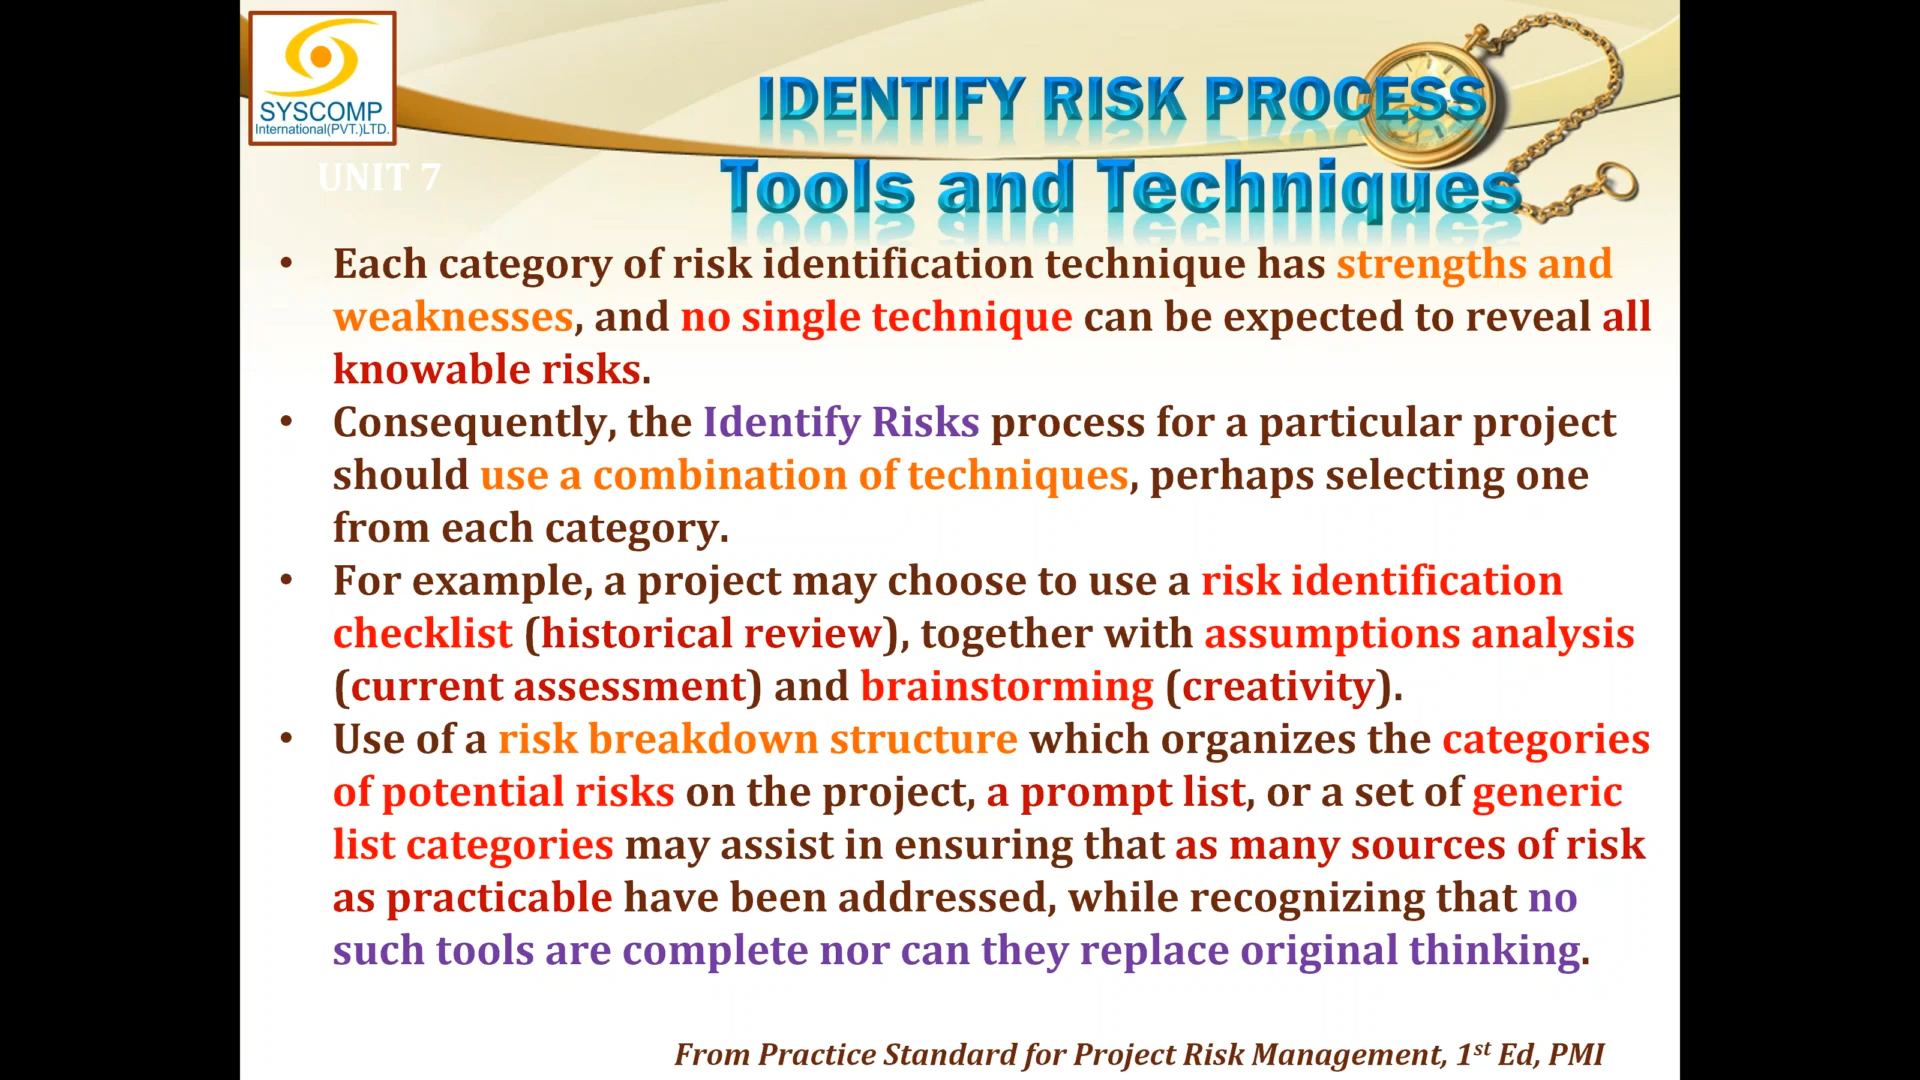 SYSCOMP
International(PVT.)LTD.
UNIT 7
IDENTIFY RISK PROCESS
Tools and Techniques
• Each category of risk identification technique has strengths and
weaknesses, and no single technique can be expected to reveal all
knowable risks.
• Consequently, the Identify Risks process for a particular project
should use a combination of techniques, perhaps selecting one
from each category.
• For example, a project may choose to use a risk identification
checklist (historical review), together with assumptions analysis
(current assessment) and brainstorming (creativity).
• Use of a risk breakdown structure which organizes the categories
of potential risks on the project, a prompt list, or a set of generic
list categories may assist in ensuring that as many sources of risk
as practicable have been addressed, while recognizing that no
such tools are complete nor can they replace original thinking.
From Practice Standard for Project Risk Management, 1st Ed, PMI